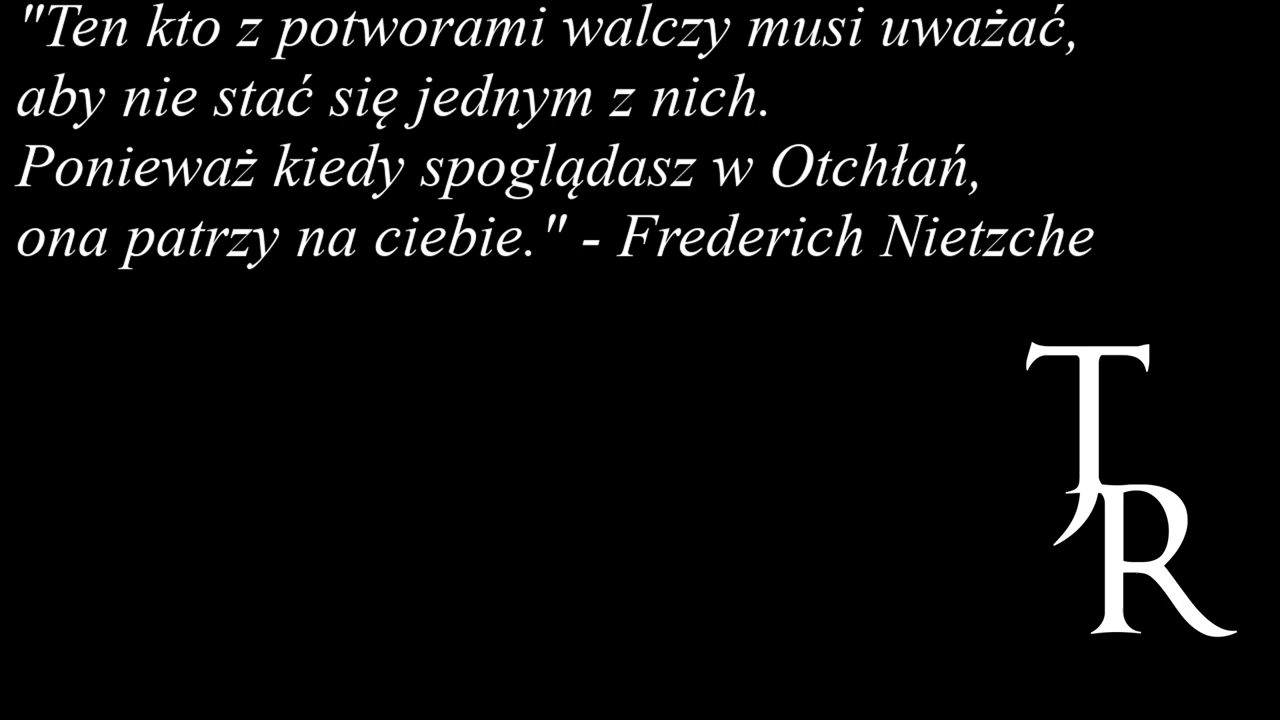 "Ten kto z potworami walczy musi uważać,
aby nie stać się jednym z nich.
Ponieważ kiedy spoglądasz w Otchłań,
ona patrzy na ciebie." - Frederich Nietzche
T
R